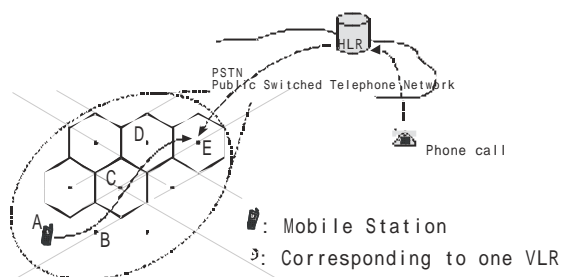 HLR
PSTN
Public Switched Telephone Network
D
E
Phone call
C
A
B
: Mobile Station
: Corresponding to one VLR